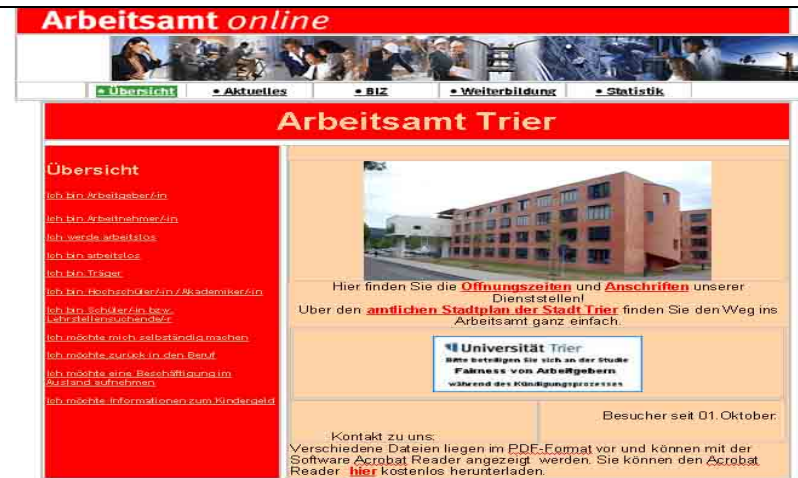 Arbeitsamt online
• Übersicht • Aktuelles • BIZ • Weiterbildung • Statistik
Arbeitsamt Trier
Übersicht
Ich bin Arbeitgeber/-in
Ich bin Arbeitnehmer/-in
Ich werde arbeitslos
Ich bin arbeitslos
Ich bin Träger
Ich bin Hochschüler/-in / Akademiker/-in
Ich bin Schüler/-in bzw.
Lehrstellensuchende/-r
Ich möchte mich selbständig machen
Ich möchte zurück in den Beruf
Ich möchte eine Beschäftigung im
Ausland aufnehmen
Ich möchte Informationen zum Kindergeld
Hier finden Sie die Öffnungszeiten und Anschriften unserer
Dienststellen!
Über den amtlichen Stadtplan der Stadt Trier finden Sie den Weg ins
Arbeitsamt ganz einfach.
Universität Trier
Bitte beteiligen Sie sich an der Studie
Fairness von Arbeitgebern
während des Kündigungsprozesses
Besucher seit 01.Oktober:
Kontakt zu uns:
Verschiedene Dateien liegen im PDF-Format vor und können mit der
Software Acrobat Reader angezeigt werden. Sie können den Acrobat
Reader hier kostenlos herunterladen.